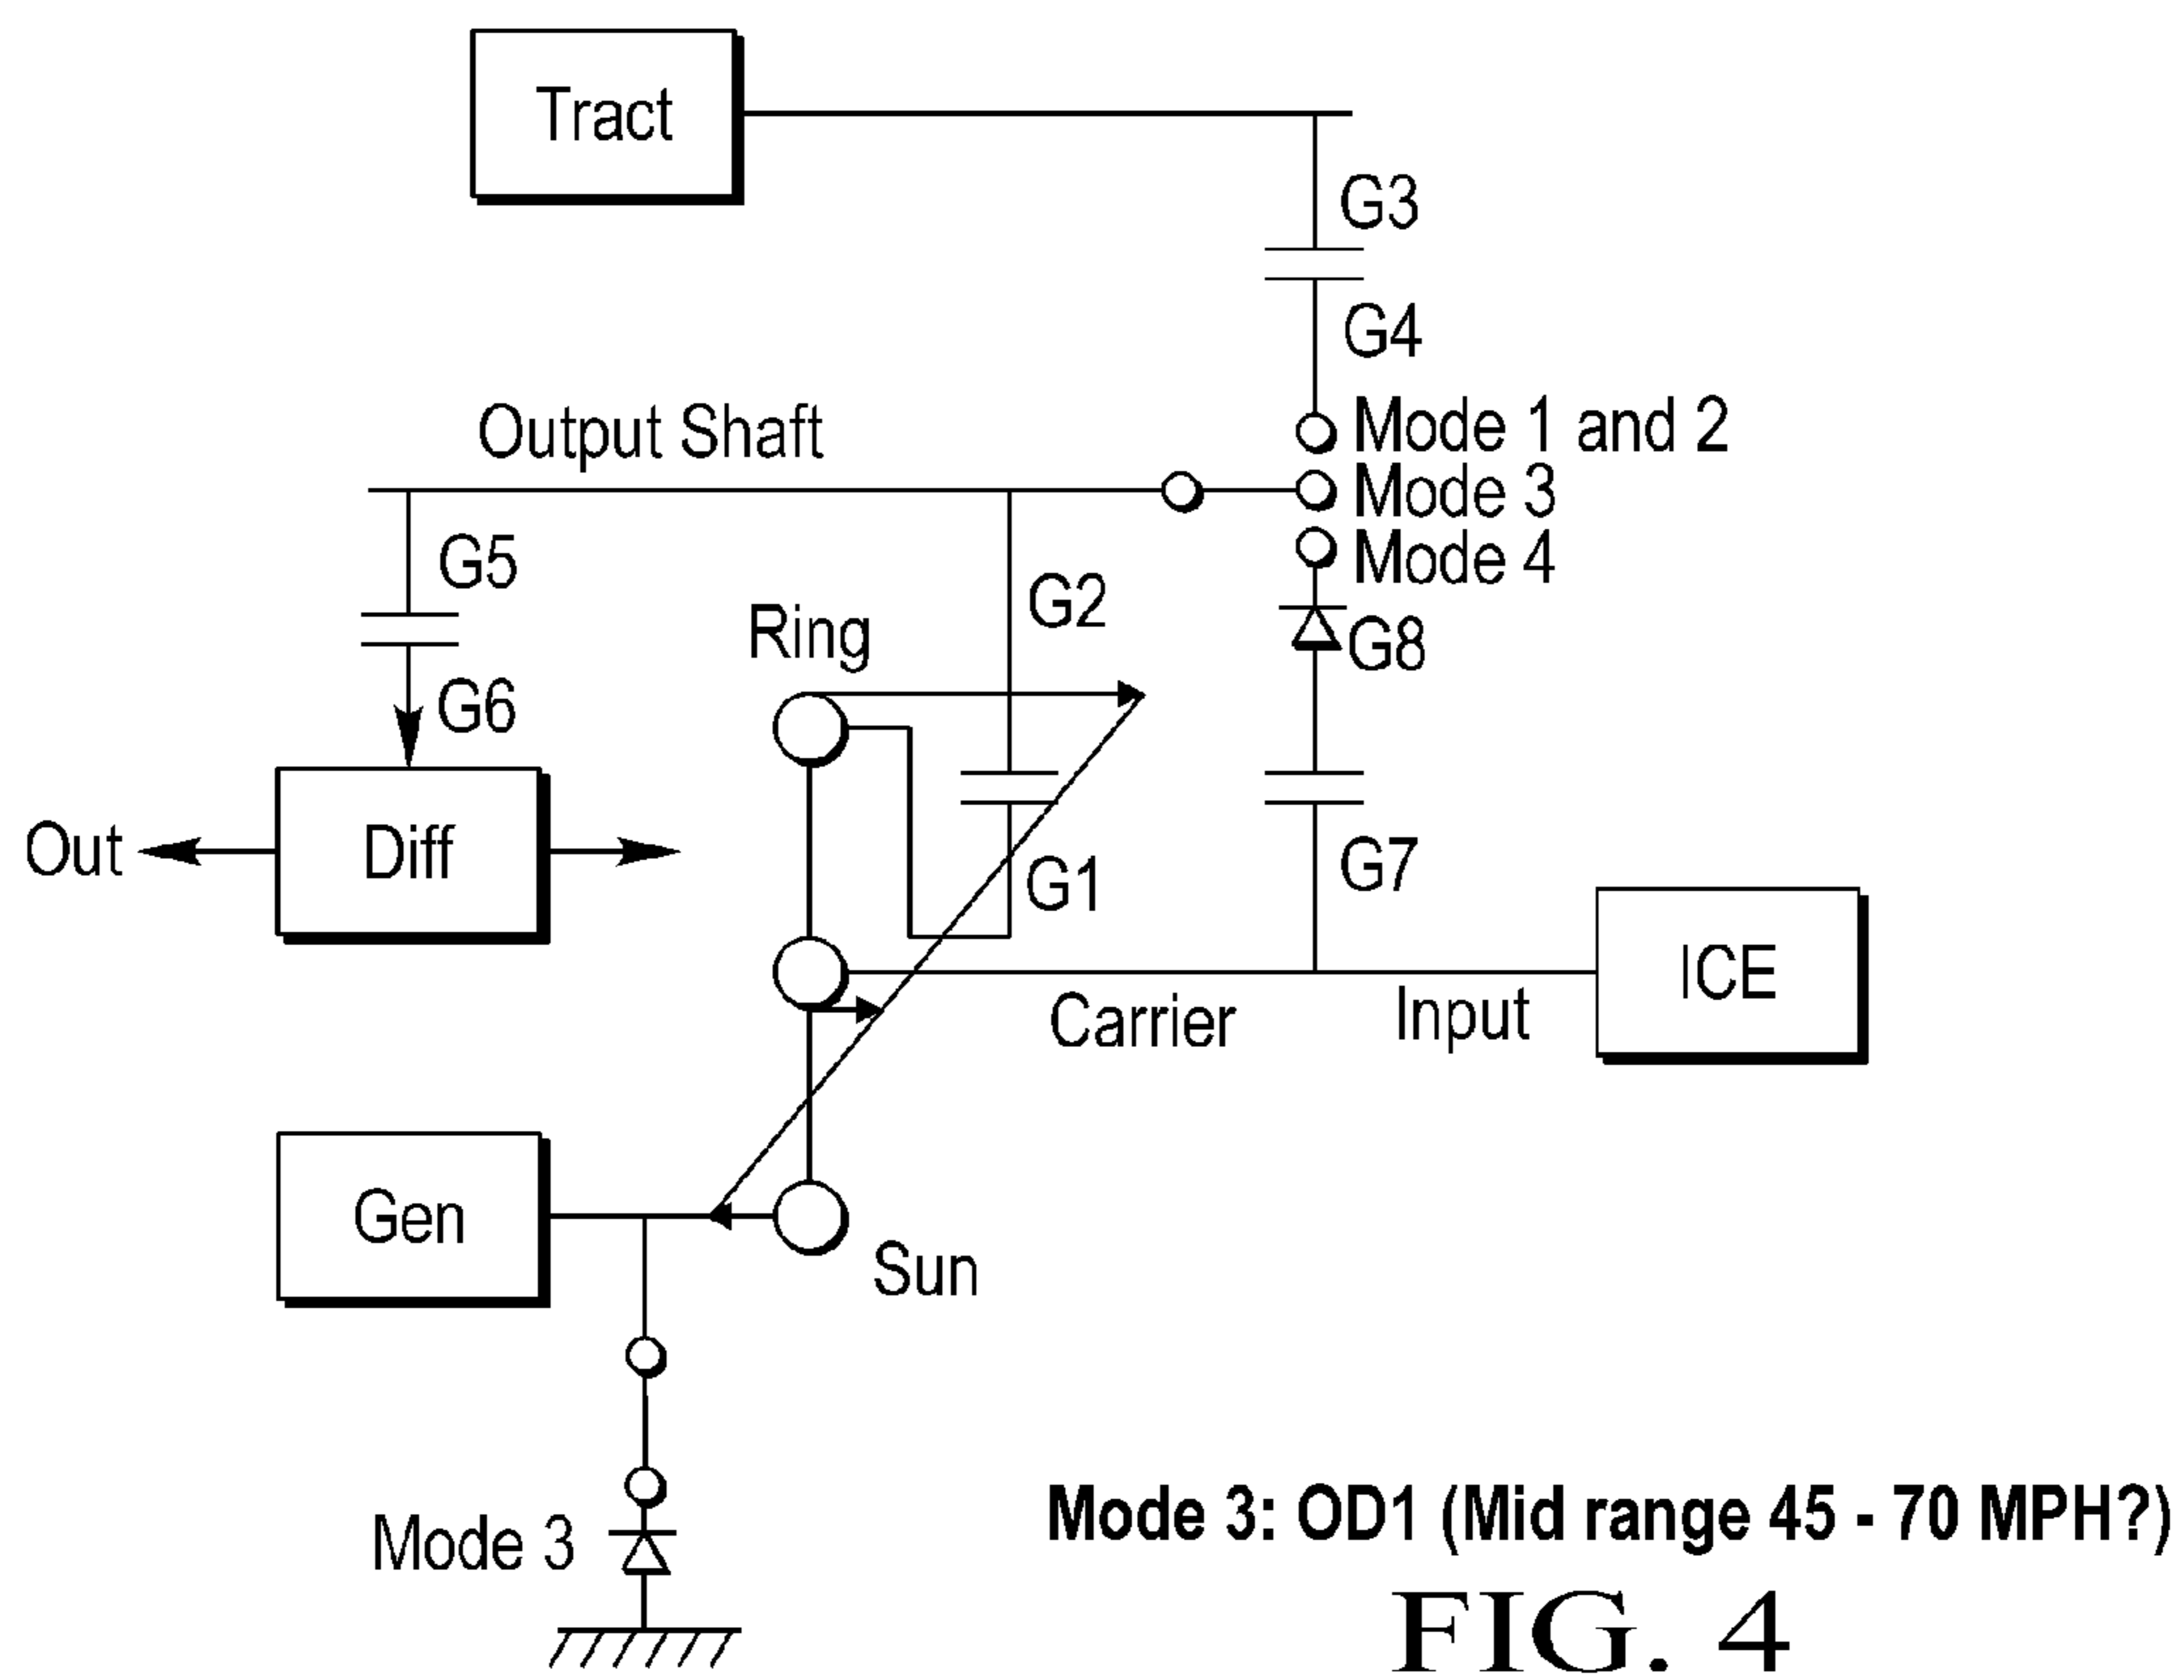 Tract
G3
G4
Output Shaft
Mode 1 and 2
Mode 3
Mode 4
G5
G2
Ring
G8
G6
Out
Diff
G1
G7
ICE
Carrier
Input
Gen
Sun
Mode 3
Mode 3: OD1 (Mid range 45 - 70 MPH?)
FIG. 4